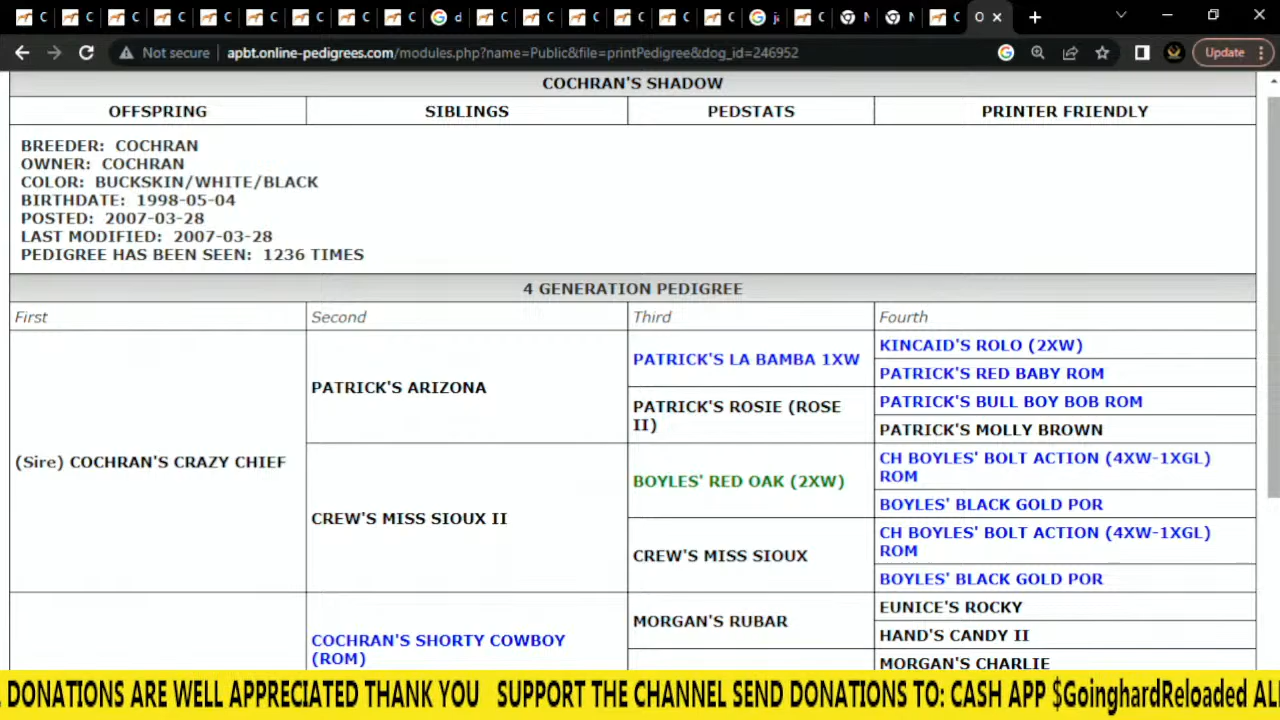 C C C C C C C C C d C C C C C C j C N N C O
Update
Not secure apbt.online-pedigrees.com/modules.php?name=Public&file=printPedigree&dog_id=246952
COCHRAN'S SHADOW
OFFSPRING SIBLINGS PEDSTATS PRINTER FRIENDLY
BREEDER: COCHRAN
OWNER: COCHRAN
COLOR: BUCKSKIN/WHITE/BLACK
BIRTHDATE: 1998-05-04
POSTED: 2007-03-28
LAST MODIFIED: 2007-03-28
PEDIGREE HAS BEEN SEEN: 1236 TIMES
4 GENERATION PEDIGREE
First Second Third Fourth
(Sire) COCHRAN'S CRAZY CHIEF
PATRICK'S ARIZONA
PATRICK'S LA BAMBA 1XW
KINCAID'S ROLO (2XW)
PATRICK'S RED BABY ROM
PATRICK'S ROSIE (ROSE
II)
PATRICK'S BULL BOY BOB ROM
PATRICK'S MOLLY BROWN
CREW'S MISS SIOUX II
BOYLES' RED OAK (2XW)
CH BOYLES' BOLT ACTION (4XW-1XGL)
ROM
BOYLES' BLACK GOLD POR
CREW'S MISS SIOUX
CH BOYLES' BOLT ACTION (4XW-1XGL)
ROM
BOYLES' BLACK GOLD POR
COCHRAN'S SHORTY COWBOY
(ROM)
MORGAN'S RUBAR
EUNICE'S ROCKY
HAND'S CANDY II
MORGAN'S CHARLIE
DONATIONS ARE WELL APPRECIATED THANK YOU SUPPORT THE CHANNEL SEND DONATIONS TO: CASH APP $GoinghardReloaded AL